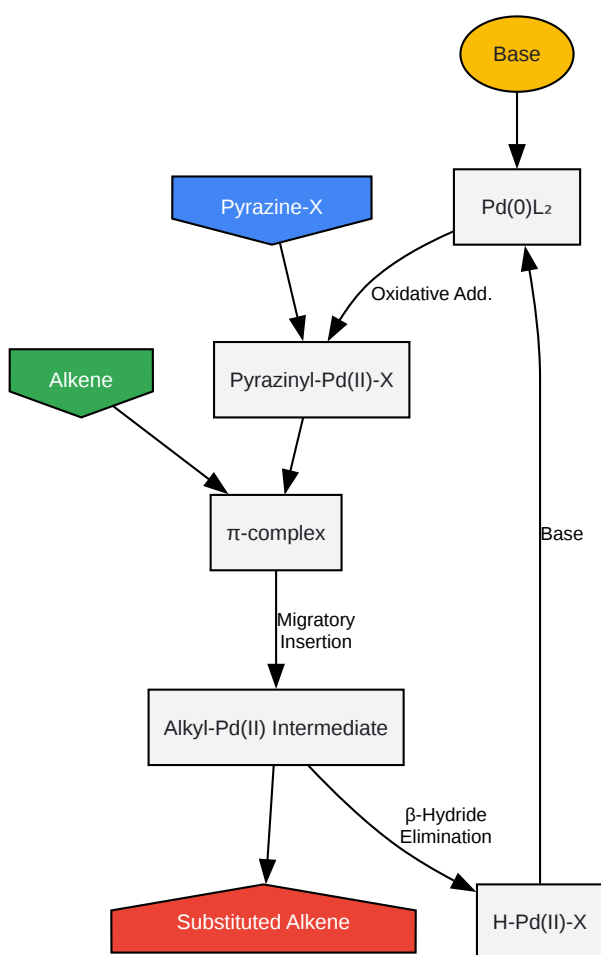 Base
Pd(0)L₂
Pyrazine-X
Oxidative Add.
Pyrazinyl-Pd(II)-X
Alkene
π-complex
Base
Migratory
Insertion
Alkyl-Pd(II) Intermediate
β-Hydride
Elimination
Substituted Alkene
H-Pd(II)-X